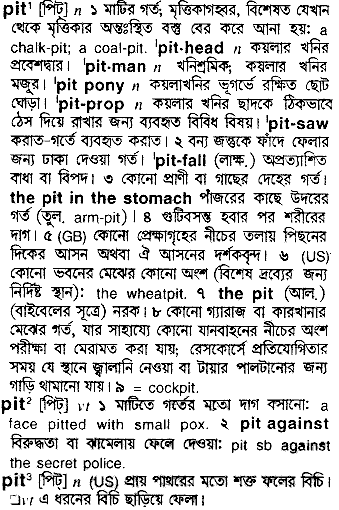 pit¹ [পিট্] n ১ মাটির গর্ত; মৃত্তিকাগহ্বর, বিশেষত যেখান
থেকে মৃত্তিকার অন্তঃস্থিত বস্তু বের করে আনা হয়: a
chalk-pit; a coal-pit. ˈpit-head n কয়লার খনির
প্রবেশদ্বার। ˈpit-man n খনিশ্রমিক; কয়লার খনির
মজুর। ˈpit pony n কয়লাখনির ভূগর্ভে রক্ষিত ছোট
ঘোড়া। ˈpit-prop n কয়লার খনির ছাদকে ঠিকভাবে
ঠেস দিয়ে রাখার জন্য ব্যবহৃত বিবিধ বিষয়। ˈpit-saw
করাত-গর্তে ব্যবহৃত করাত। ২ বন্য জন্তুকে ফাঁদে ফেলার
জন্য ঢাকা দেওয়া গর্ত। ˈpit-fall (লাক্ষ.) অপ্রত্যাশিত
বাধা বা বিপদ। ৩ কোনো প্রাণী বা গাছের দেহের গর্ত।
the pit in the stomach পাঁজরের কাছে উদরের
গর্ত (তুল. arm-pit)। ৪ গুটিবসন্ত হবার পর শরীরের
দাগ। ৫ (GB) কোনো প্রেক্ষাগৃহের নীচের তলায় পিছনের
দিকের আসন অথবা ঐ আসনের দর্শকবৃন্দ। ৬ (US)
কোনো ভবনের মেঝের কোনো অংশ (বিশেষ দ্রব্যের জন্য
নির্দিষ্ট স্থান): the wheatpit. ৭ the pit (আল.)
(বাইবেলের সূত্রে) নরক। ৮ কোনো গ্যারাজ বা কারখানার
মেঝের গর্ত, যার সাহায্যে কোনো যানবাহনের নীচের অংশ
পরীক্ষা বা মেরামত করা যায়; রেসকোর্সে প্রতিযোগিতার
সময় যে স্থানে জ্বালানি নেওয়া বা টায়ার পালটানোর জন্য
গাড়ি থামানো যায়। ৯ = cockpit.
pit² [পিট্] vt ১ মাটিতে গর্তের মতো দাগ বসানো: a
face pitted with small pox. ২ pit against
বিরুদ্ধতা বা ঝামেলায় ফেলে দেওয়া: pit sb against
the secret police.
pit³ [পিট্] n (US) প্রায় পাথরের মতো শক্ত ফলের বিচি।
□vt এ ধরনের বিচি ছাড়িয়ে ফেলা।